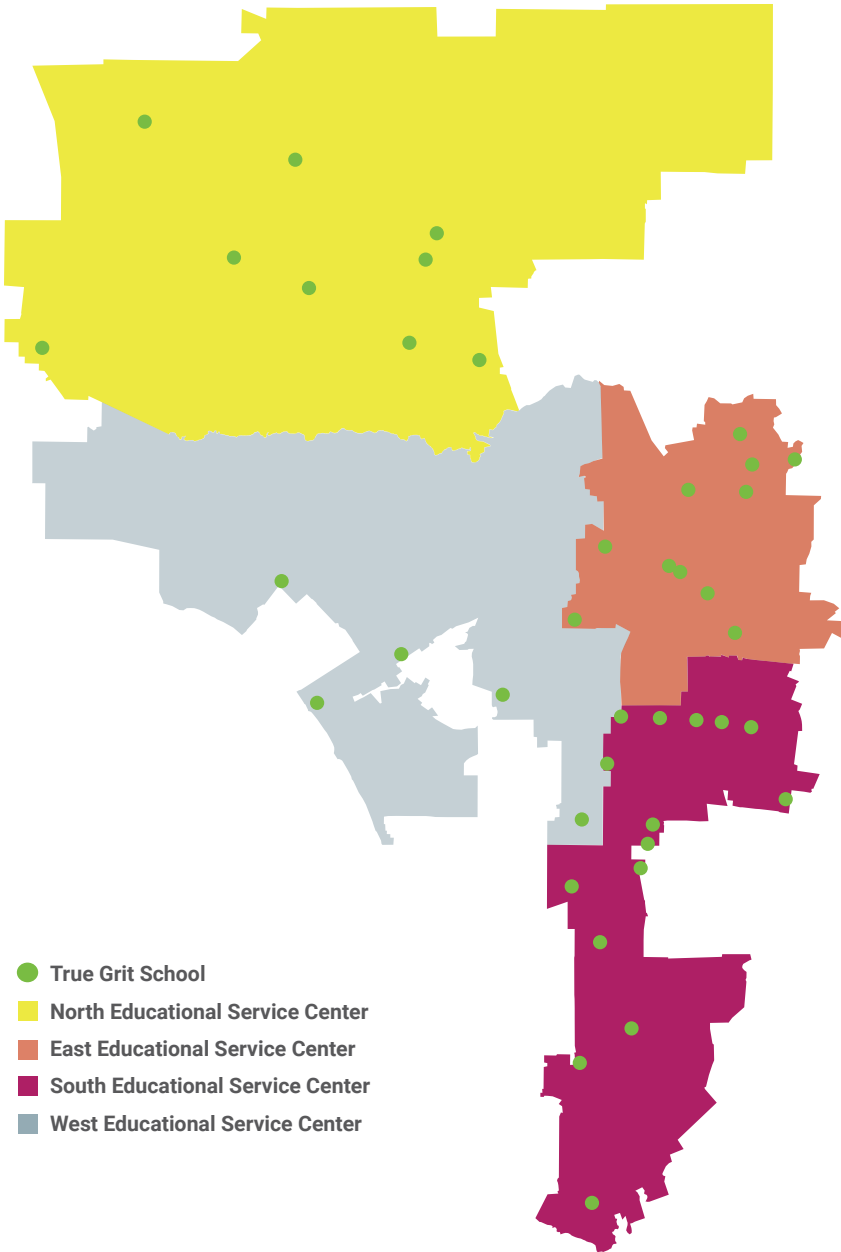 True Grit School
North Educational Service Center
East Educational Service Center
South Educational Service Center
West Educational Service Center